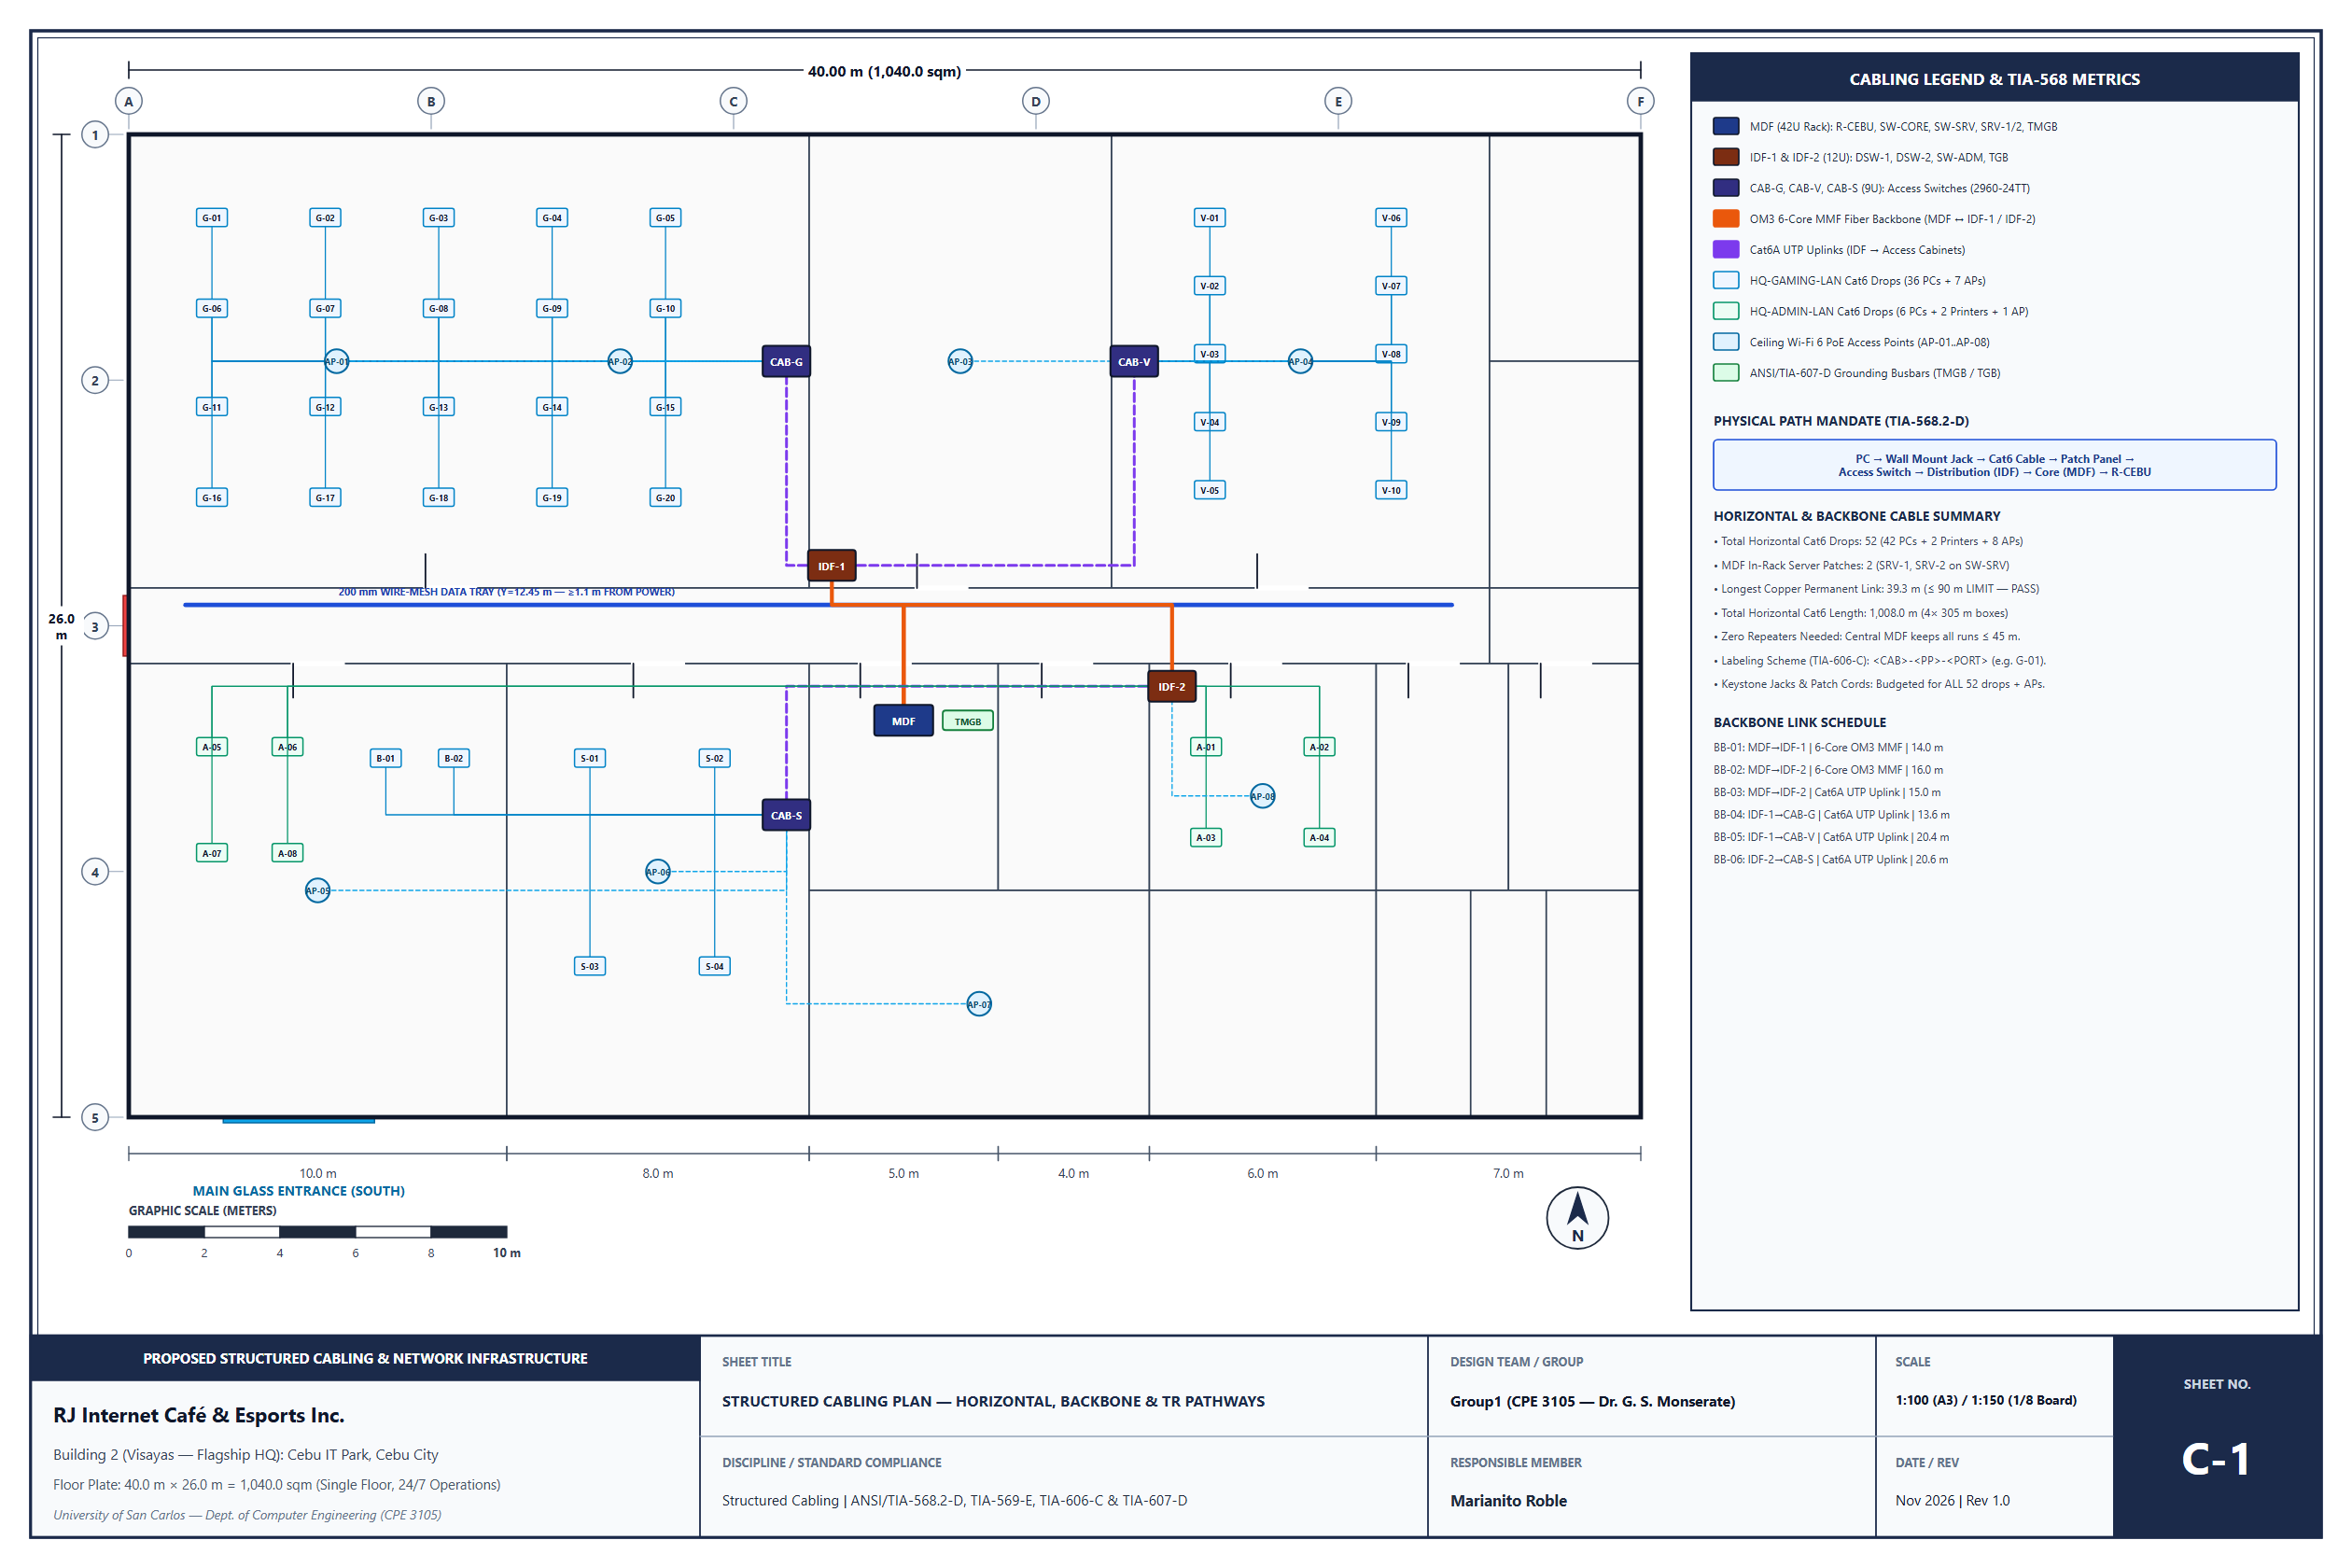 40.00 m (1,040.0 sqm)
A
B
C
D
E
F
1
2
3
4
5
26.0
m
G-01
G-02
G-03
G-04
G-05
V-01
V-06
V-02
V-07
G-06
G-07
G-08
G-09
G-10
AP-01
AP-02
CAB-G
AP-03
CAB-V
V-03
AP-04
V-08
G-11
G-12
G-13
G-14
G-15
V-04
V-09
G-16
G-17
G-18
G-19
G-20
V-05
V-10
IDF-1
200 mm WIRE-MESH DATA TRAY (Y=12.45 m — ≥1.1 m FROM POWER)
IDF-2
MDF
TMGB
A-05
A-06
B-01
B-02
S-01
S-02
A-01
A-02
AP-08
CAB-S
A-03
A-04
A-07
A-08
AP-06
AP-05
S-03
S-04
AP-07
10.0 m
8.0 m
5.0 m
4.0 m
6.0 m
7.0 m
MAIN GLASS ENTRANCE (SOUTH)
GRAPHIC SCALE (METERS)
0
2
4
6
8
10 m
N
CABLING LEGEND & TIA-568 METRICS
MDF (42U Rack): R-CEBU, SW-CORE, SW-SRV, SRV-1/2, TMGB
IDF-1 & IDF-2 (12U): DSW-1, DSW-2, SW-ADM, TGB
CAB-G, CAB-V, CAB-S (9U): Access Switches (2960-24TT)
OM3 6-Core MMF Fiber Backbone (MDF ↔ IDF-1 / IDF-2)
Cat6A UTP Uplinks (IDF → Access Cabinets)
HQ-GAMING-LAN Cat6 Drops (36 PCs + 7 APs)
HQ-ADMIN-LAN Cat6 Drops (6 PCs + 2 Printers + 1 AP)
Ceiling Wi-Fi 6 PoE Access Points (AP-01..AP-08)
ANSI/TIA-607-D Grounding Busbars (TMGB / TGB)
PHYSICAL PATH MANDATE (TIA-568.2-D)
PC → Wall Mount Jack → Cat6 Cable → Patch Panel →
Access Switch → Distribution (IDF) → Core (MDF) → R-CEBU
HORIZONTAL & BACKBONE CABLE SUMMARY
• Total Horizontal Cat6 Drops: 52 (42 PCs + 2 Printers + 8 APs)
• MDF In-Rack Server Patches: 2 (SRV-1, SRV-2 on SW-SRV)
• Longest Copper Permanent Link: 39.3 m (≤ 90 m LIMIT — PASS)
• Total Horizontal Cat6 Length: 1,008.0 m (4× 305 m boxes)
• Zero Repeaters Needed: Central MDF keeps all runs ≤ 45 m.
• Labeling Scheme (TIA-606-C): <CAB>-<PP>-<PORT> (e.g. G-01).
• Keystone Jacks & Patch Cords: Budgeted for ALL 52 drops + APs.
BACKBONE LINK SCHEDULE
BB-01: MDF→IDF-1 | 6-Core OM3 MMF | 14.0 m
BB-02: MDF→IDF-2 | 6-Core OM3 MMF | 16.0 m
BB-03: MDF→IDF-2 | Cat6A UTP Uplink | 15.0 m
BB-04: IDF-1→CAB-G | Cat6A UTP Uplink | 13.6 m
BB-05: IDF-1→CAB-V | Cat6A UTP Uplink | 20.4 m
BB-06: IDF-2→CAB-S | Cat6A UTP Uplink | 20.6 m
PROPOSED STRUCTURED CABLING & NETWORK INFRASTRUCTURE
RJ Internet Café & Esports Inc.
Building 2 (Visayas — Flagship HQ): Cebu IT Park, Cebu City
Floor Plate: 40.0 m × 26.0 m = 1,040.0 sqm (Single Floor, 24/7 Operations)
University of San Carlos — Dept. of Computer Engineering (CPE 3105)
SHEET TITLE
STRUCTURED CABLING PLAN — HORIZONTAL, BACKBONE & TR PATHWAYS
DISCIPLINE / STANDARD COMPLIANCE
Structured Cabling | ANSI/TIA-568.2-D, TIA-569-E, TIA-606-C & TIA-607-D
DESIGN TEAM / GROUP
Group1 (CPE 3105 — Dr. G. S. Monserate)
RESPONSIBLE MEMBER
Marianito Roble
SCALE
1:100 (A3) / 1:150 (1/8 Board)
DATE / REV
Nov 2026 | Rev 1.0
SHEET NO.
C-1